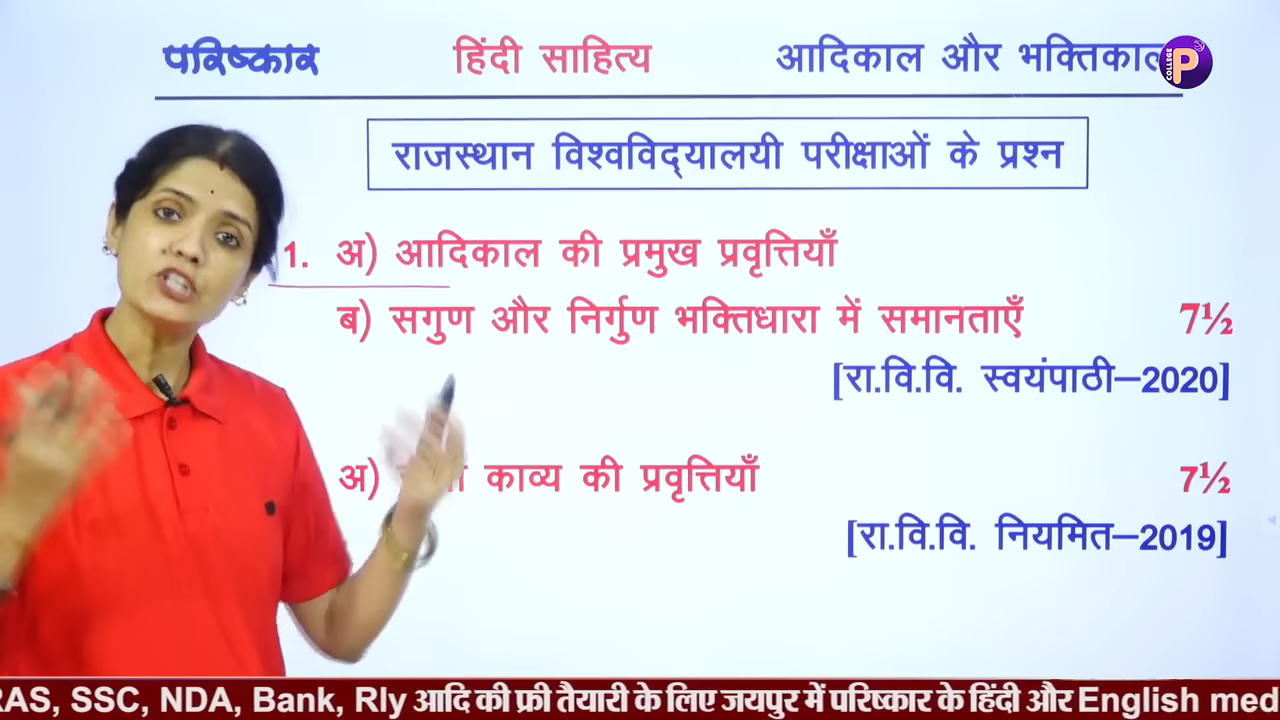 परिष्कार हिंदी साहित्य आदिकाल और भक्तिकाल
COLLEGE P
राजस्थान विश्वविद्यालयी परीक्षाओं के प्रश्न
1. अ) आदिकाल की प्रमुख प्रवृत्तियाँ
ब) सगुण और निर्गुण भक्तिधारा में समानताएँ 7½
[रा.वि.वि. स्वयंपाठी–2020]
अ) काव्य की प्रवृत्तियाँ 7½
[रा.वि.वि. नियमित–2019]
RAS, SSC, NDA, Bank, Rly आदि की फ्री तैयारी के लिए जयपुर में परिष्कार के हिंदी और English med